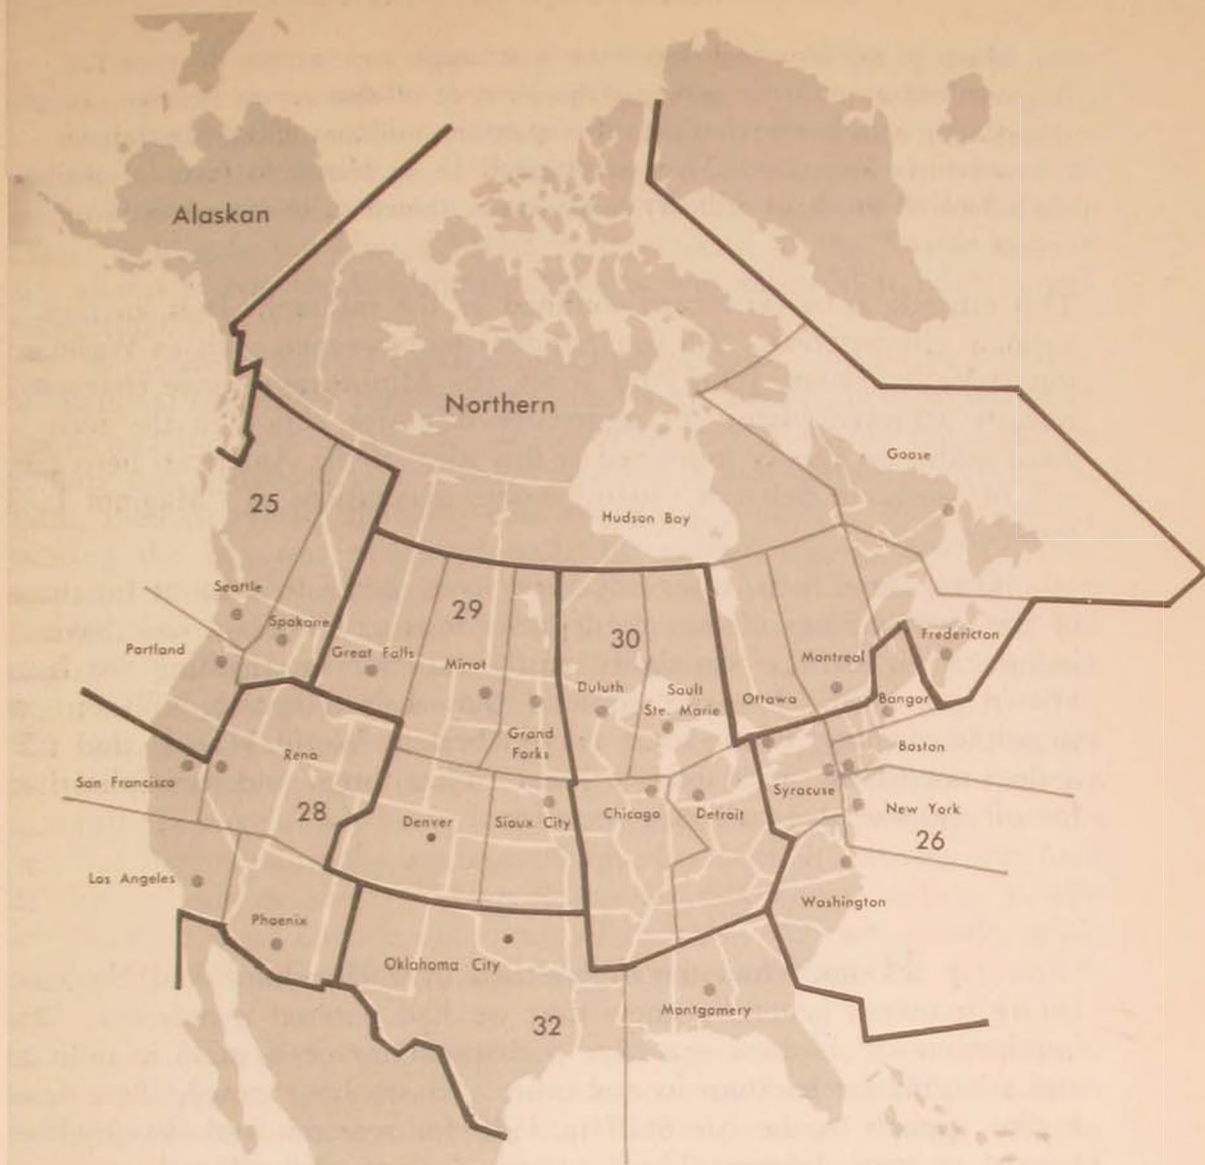 Alaskan
Northern
Goose
25
Hudson Bay
Seattle
29
Spokane
30
Fredericton
Portland
Great Falls
Minot
Montreal
Duluth
Sault
Ste. Marie
Ottawa
Bangor
Grand
Forks
Reno
Boston
San Francisco
Syracuse
28
Denver
Sioux City
Chicago
Detroit
New York
26
Los Angeles
Washington
Phoenix
Oklahoma City
Montgomery
32